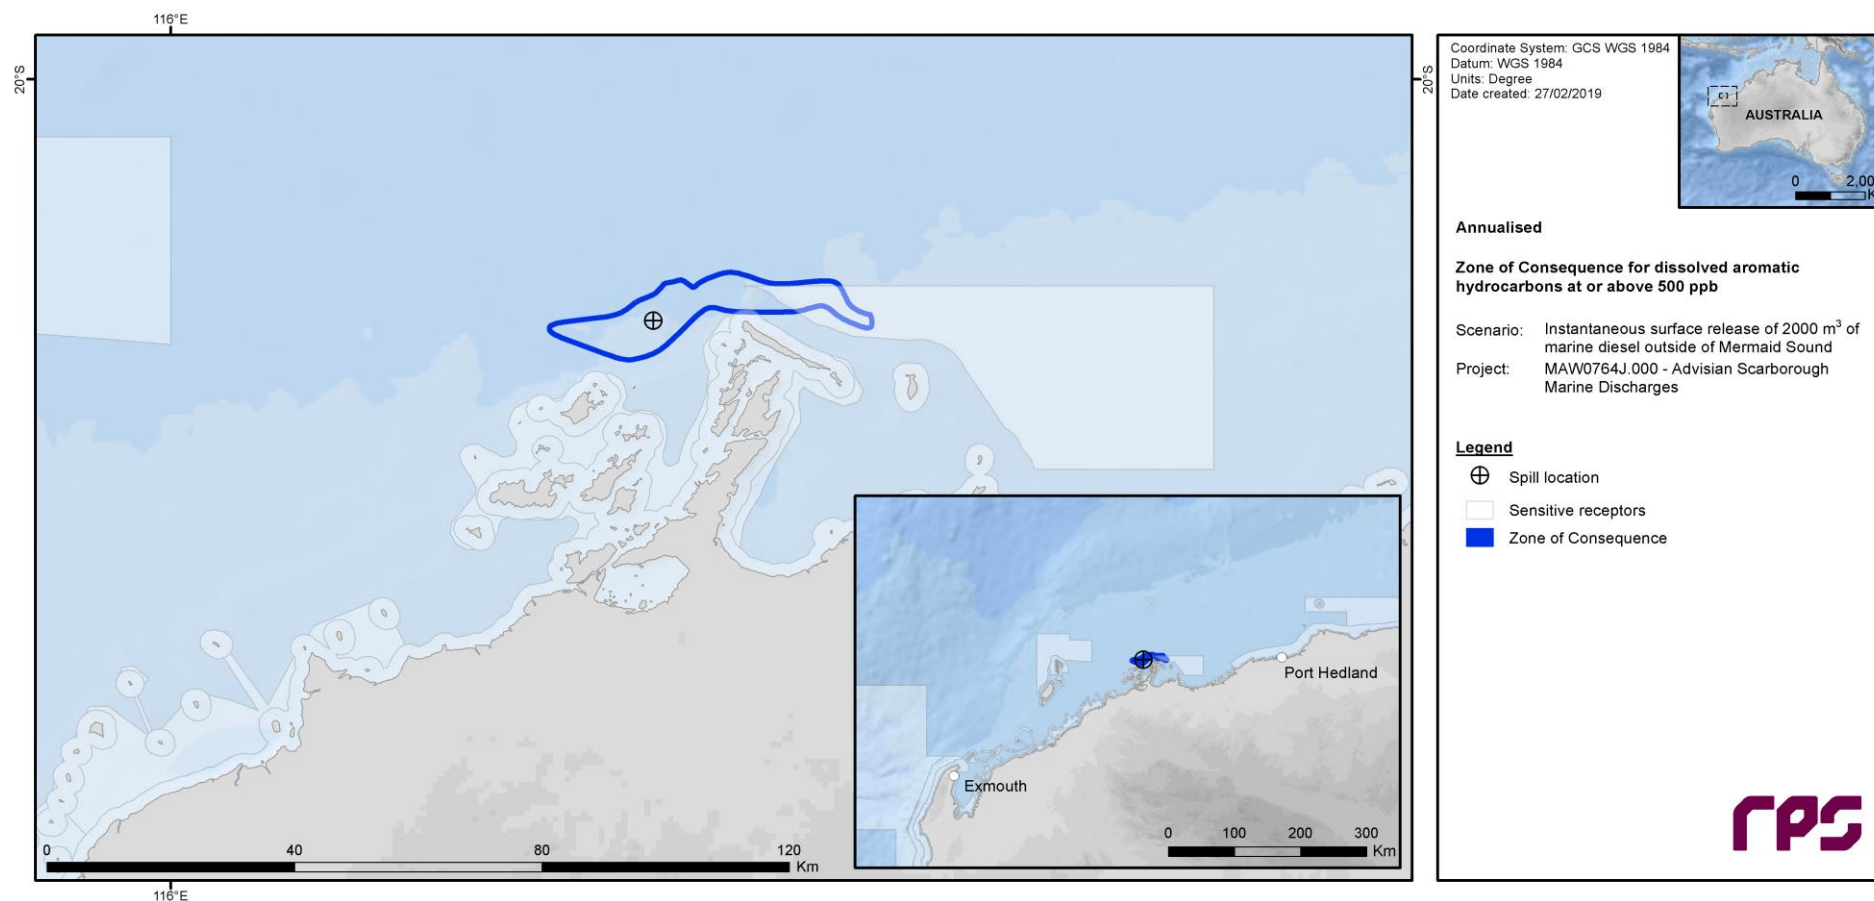 116°E
20°S
20°S
116°E
0 40 80 120 Km
Exmouth
Port Hedland
0 100 200 300 Km
Coordinate System: GCS WGS 1984
Datum: WGS 1984
Units: Degree
Date created: 27/02/2019
AUSTRALIA
0 2,00
K
Annualised
Zone of Consequence for dissolved aromatic
hydrocarbons at or above 500 ppb
Scenario: Instantaneous surface release of 2000 m³ of
marine diesel outside of Mermaid Sound
Project: MAW0764J.000 - Advisian Scarborough
Marine Discharges
Legend
Spill location
Sensitive receptors
Zone of Consequence
rps